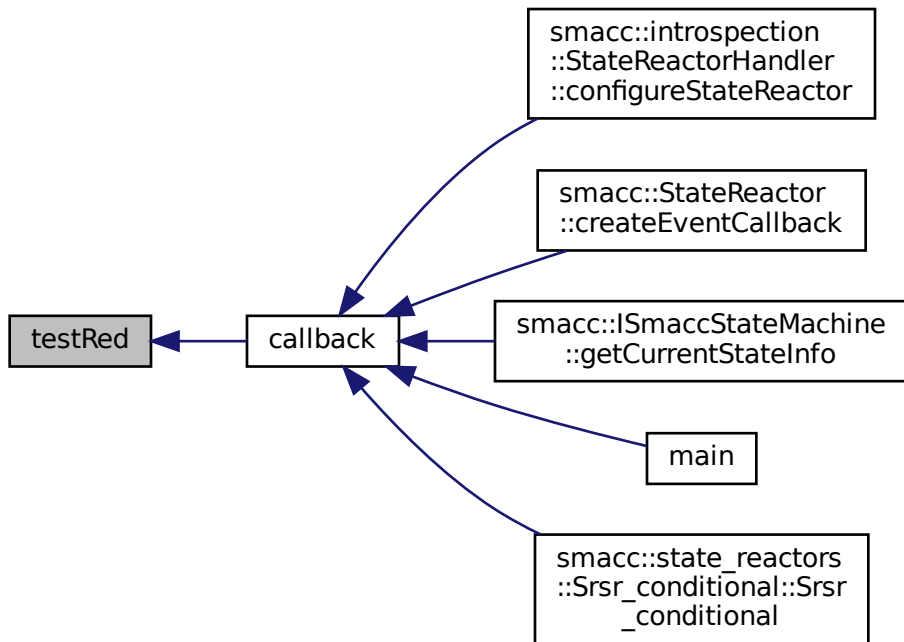 smacc::introspection
::StateReactorHandler
::configureStateReactor
smacc::StateReactor
::createEventCallback
testRed
callback
smacc::ISmaccStateMachine
::getCurrentStateInfo
main
smacc::state_reactors
::Srsr_conditional::Srsr
_conditional